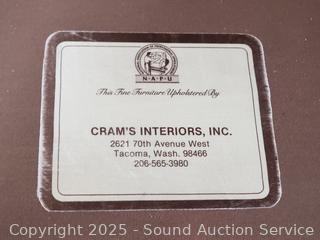 N·A·P·U
This Fine Furniture Upholstered By
CRAM'S INTERIORS, INC.
2621 70th Avenue West
Tacoma, Wash. 98466
206-565-3980
Copyright 2025 - Sound Auction Service